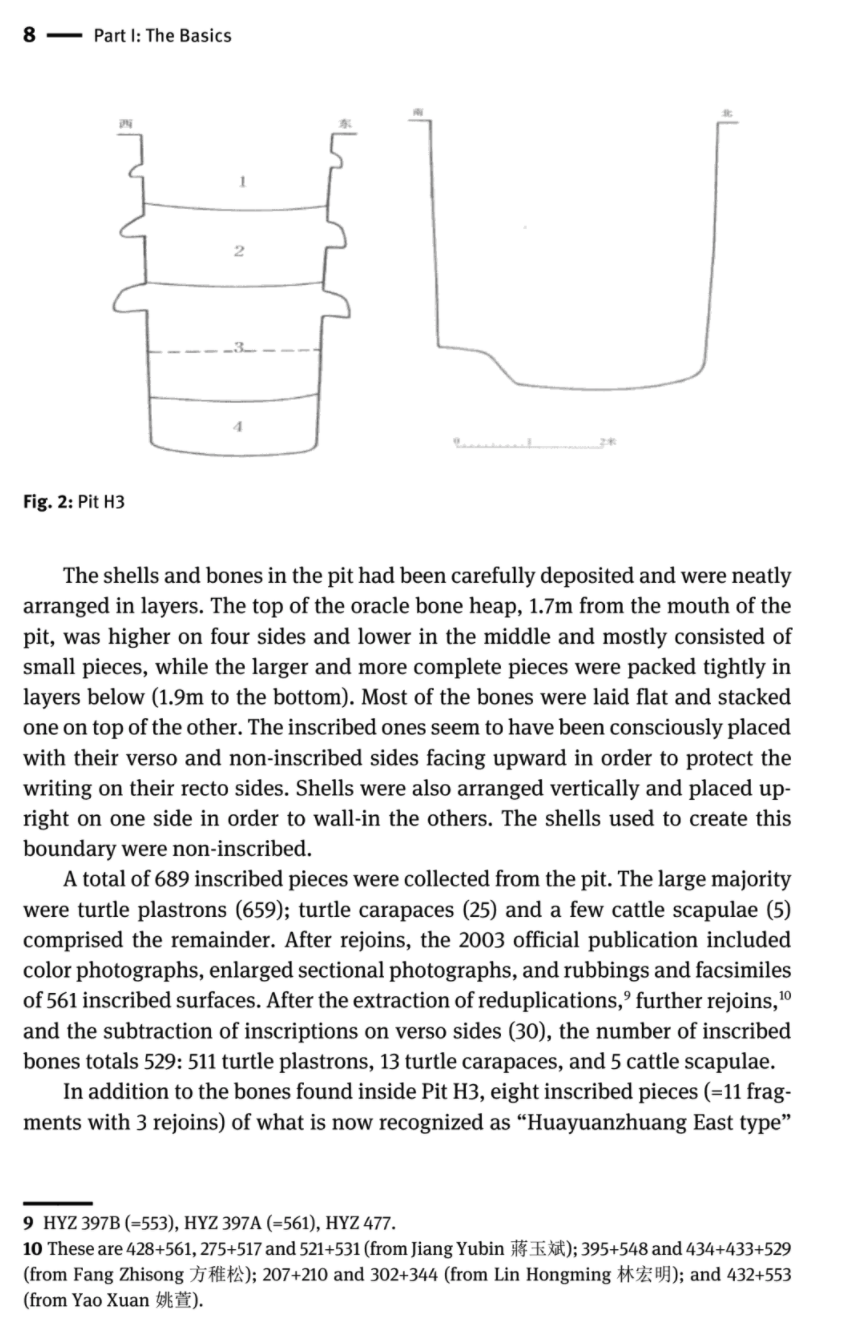 8 — Part I: The Basics
西 东 南 北
1
2
3
4
0 1 2米
Fig. 2: Pit H3
The shells and bones in the pit had been carefully deposited and were neatly
arranged in layers. The top of the oracle bone heap, 1.7m from the mouth of the
pit, was higher on four sides and lower in the middle and mostly consisted of
small pieces, while the larger and more complete pieces were packed tightly in
layers below (1.9m to the bottom). Most of the bones were laid flat and stacked
one on top of the other. The inscribed ones seem to have been consciously placed
with their verso and non-inscribed sides facing upward in order to protect the
writing on their recto sides. Shells were also arranged vertically and placed up-
right on one side in order to wall-in the others. The shells used to create this
boundary were non-inscribed.
A total of 689 inscribed pieces were collected from the pit. The large majority
were turtle plastrons (659); turtle carapaces (25) and a few cattle scapulae (5)
comprised the remainder. After rejoins, the 2003 official publication included
color photographs, enlarged sectional photographs, and rubbings and facsimiles
of 561 inscribed surfaces. After the extraction of reduplications,⁹ further rejoins,¹⁰
and the subtraction of inscriptions on verso sides (30), the number of inscribed
bones totals 529: 511 turtle plastrons, 13 turtle carapaces, and 5 cattle scapulae.
In addition to the bones found inside Pit H3, eight inscribed pieces (=11 frag-
ments with 3 rejoins) of what is now recognized as “Huayuanzhuang East type”
9 HYZ 397B (=553), HYZ 397A (=561), HYZ 477.
10 These are 428+561, 275+517 and 521+531 (from Jiang Yubin 蔣玉斌); 395+548 and 434+433+529
(from Fang Zhisong 方稚松); 207+210 and 302+344 (from Lin Hongming 林宏明); and 432+553
(from Yao Xuan 姚萱).